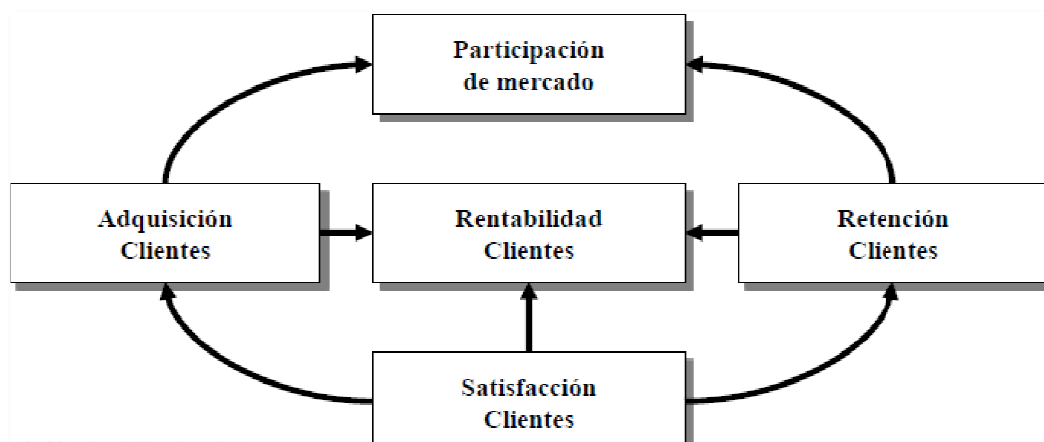 Participación
de mercado
Adquisición
Clientes
Rentabilidad
Clientes
Retención
Clientes
Satisfacción
Clientes